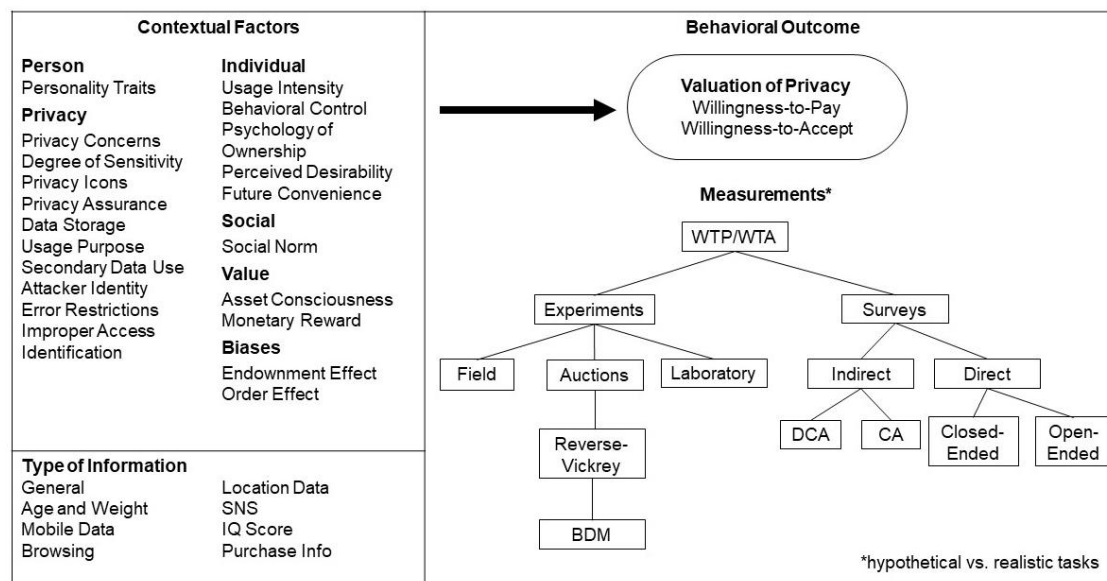 Contextual Factors
Person
Personality Traits
Privacy
Privacy Concerns
Degree of Sensitivity
Privacy Icons
Privacy Assurance
Data Storage
Usage Purpose
Secondary Data Use
Attacker Identity
Error Restrictions
Improper Access
Identification
Individual
Usage Intensity
Behavioral Control
Psychology of
Ownership
Perceived Desirability
Future Convenience
Social
Social Norm
Value
Asset Consciousness
Monetary Reward
Biases
Endownment Effect
Order Effect
Type of Information
General
Age and Weight
Mobile Data
Browsing
Location Data
SNS
IQ Score
Purchase Info
Behavioral Outcome
Valuation of Privacy
Willingness-to-Pay
Willingness-to-Accept
Measurements*
WTP/WTA
Experiments
Surveys
Field
Auctions
Laboratory
Indirect
Direct
Reverse-
Vickrey
DCA
CA
Closed-
Ended
Open-
Ended
BDM
*hypothetical vs. realistic tasks